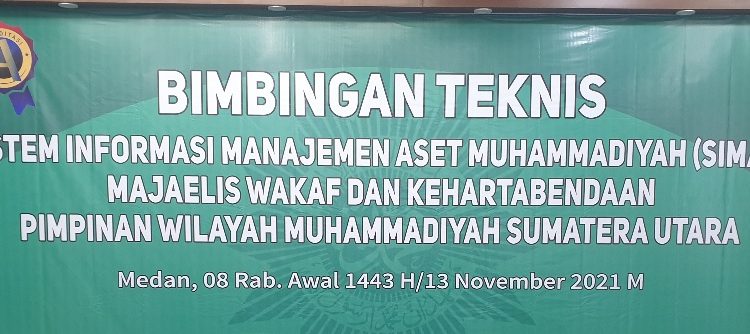 BIMBINGAN TEKNIS
STEM INFORMASI MANAJEMEN ASET MUHAMMADIYAH (SIMA
MAJAELIS WAKAF DAN KEHARTABENDAAN
PIMPINAN WILAYAH MUHAMMADIYAH SUMATERA UTARA
Medan, 08 Rab. Awal 1443 H/13 November 2021 M